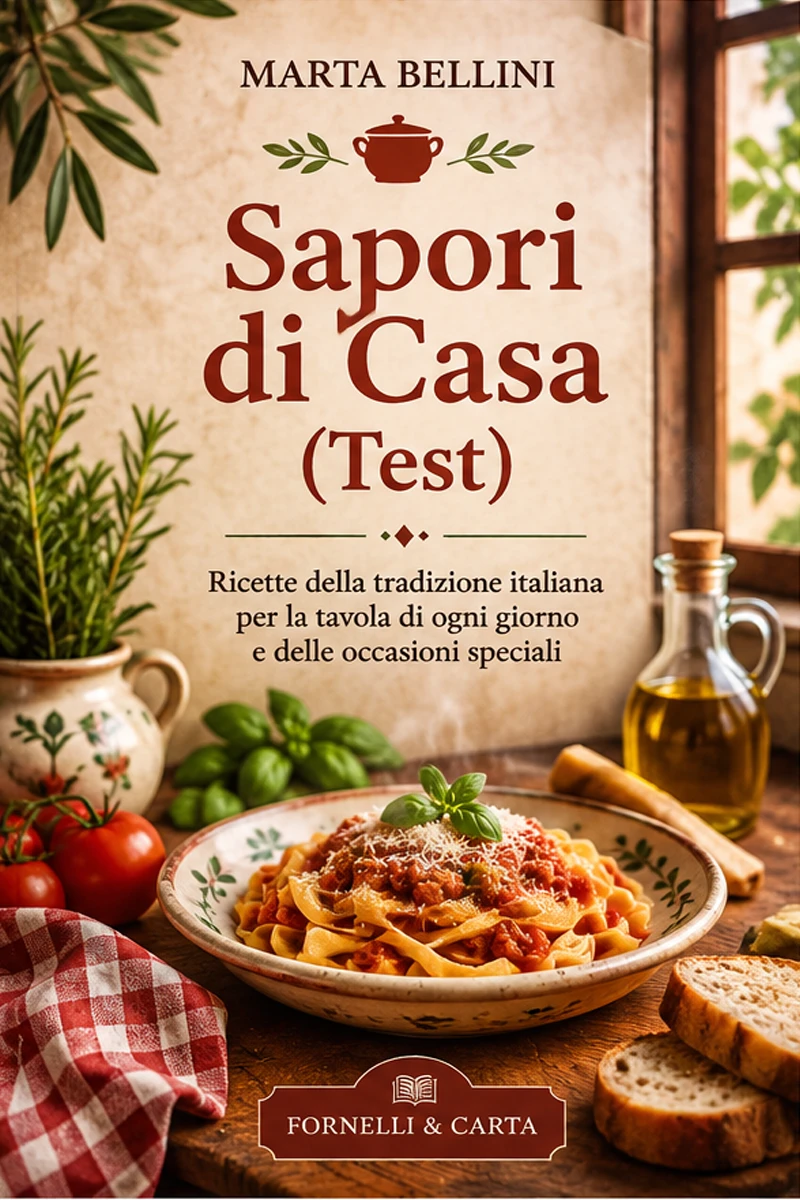 MARTA BELLINI
Sapori
di Casa
(Test)
Ricette della tradizione italiana
per la tavola di ogni giorno
e delle occasioni speciali
FORNELLI & CARTA